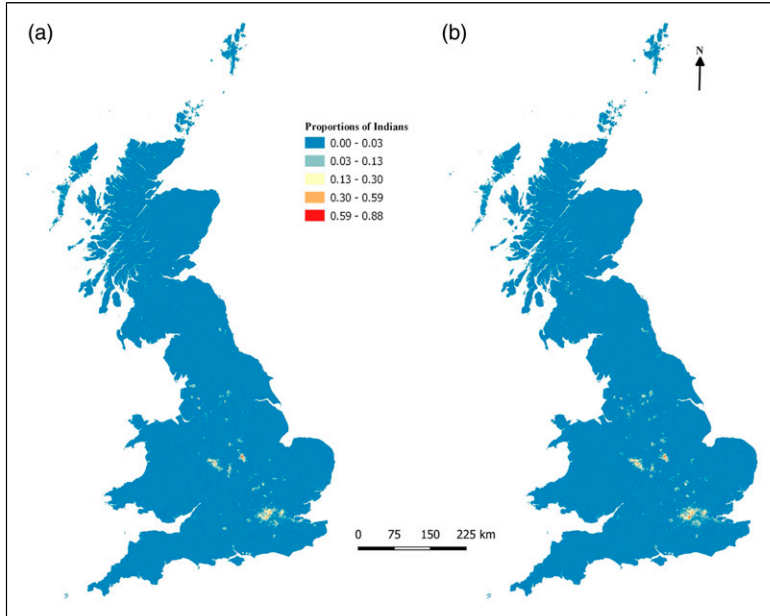 (a)
(b)
N
Proportions of Indians
0.00 - 0.03
0.03 - 0.13
0.13 - 0.30
0.30 - 0.59
0.59 - 0.88
0 75 150 225 km